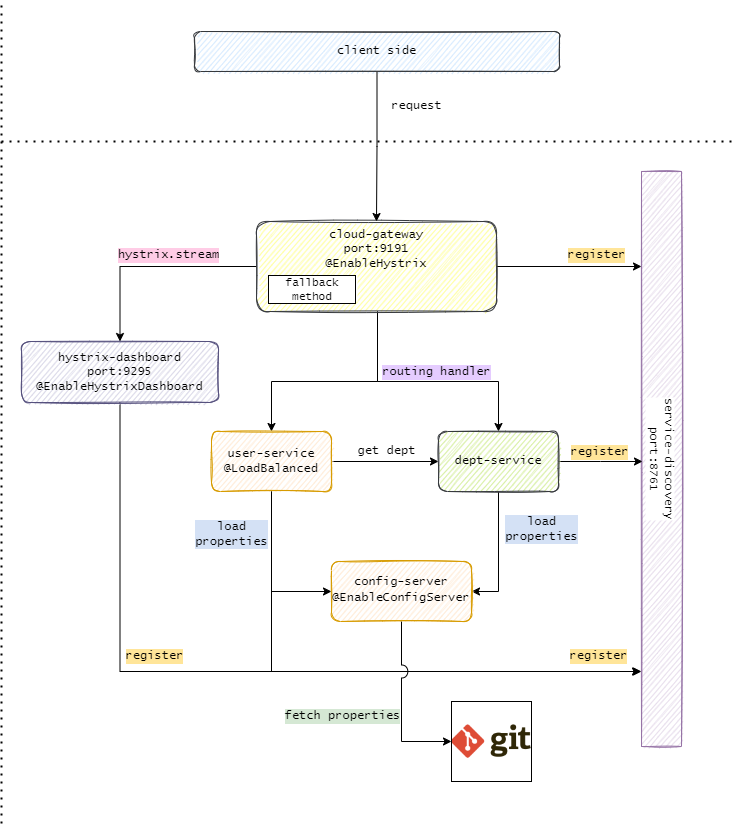 client side
request
cloud-gateway
port:9191
@EnableHystrix
fallback
method
hystrix.stream
register
hystrix-dashboard
port:9295
@EnableHystrixDashboard
routing handler
user-service
@LoadBalanced
get dept
dept-service
register
service-discovery
port:8761
load
properties
load
properties
config-server
@EnableConfigServer
register
register
fetch properties
git